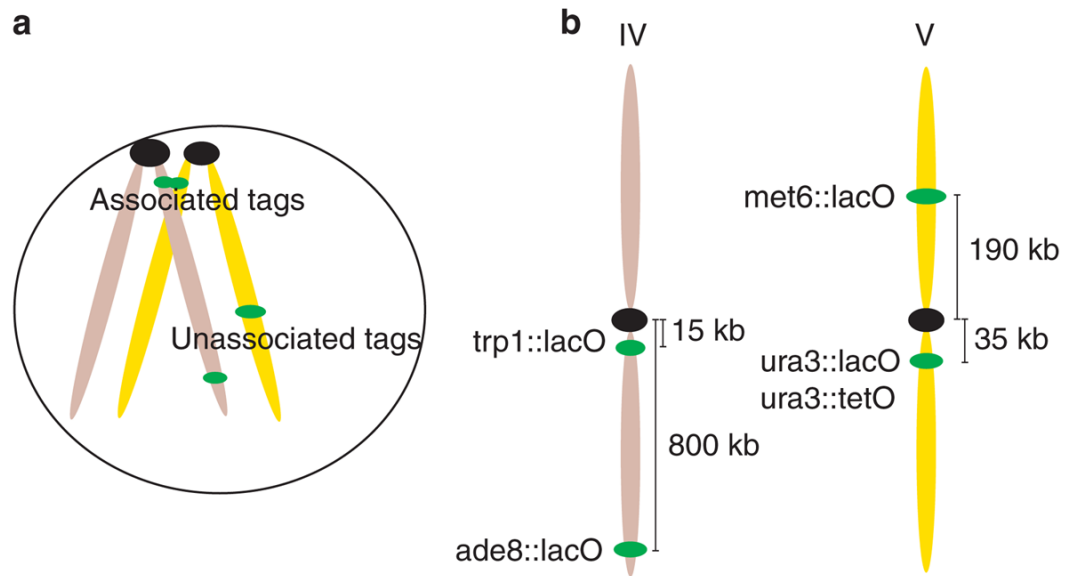 a
Associated tags
Unassociated tags
b
IV
V
met6::lacO
190 kb
trp1::lacO
15 kb
35 kb
ura3::lacO
ura3::tetO
800 kb
ade8::lacO